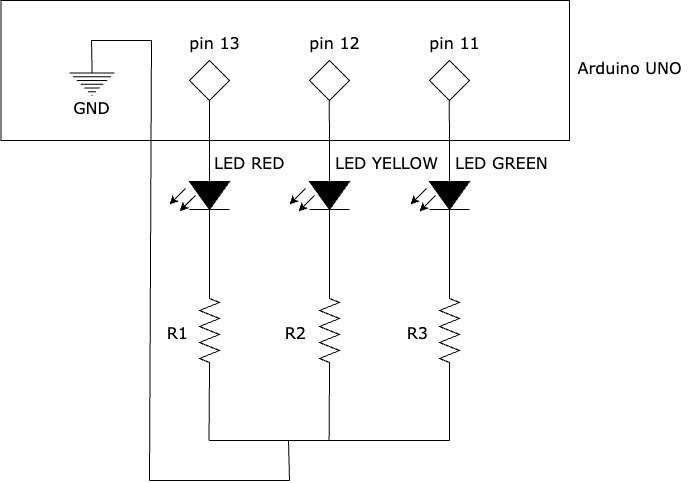 pin 13
pin 12
pin 11
Arduino UNO
GND
LED RED
LED YELLOW
LED GREEN
R1
R2
R3